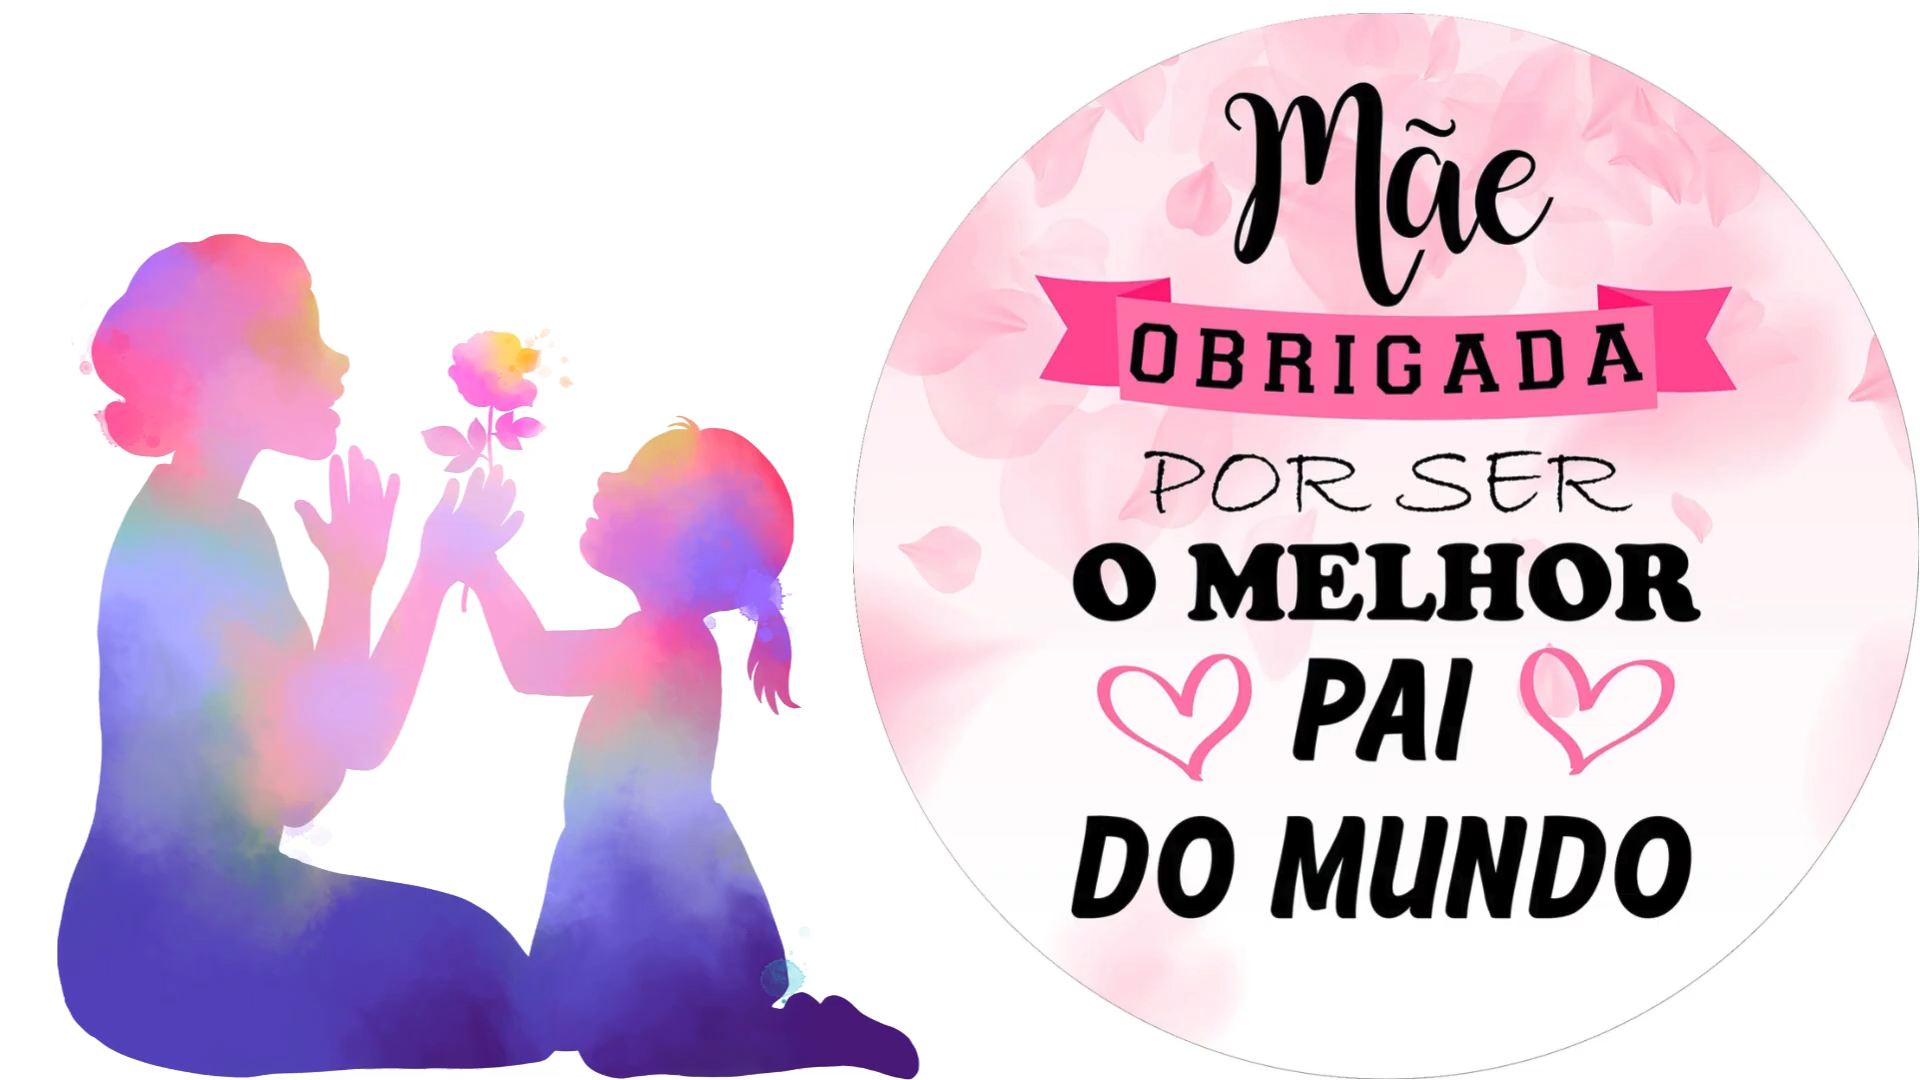 Mãe
OBRIGADA
POR SER
O MELHOR
PAI
DO MUNDO